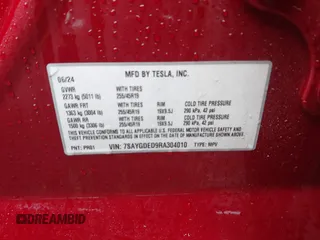 MFD BY TESLA, INC.
06/24
GVWR WITH TIRES
2273 kg (5011 lb) 255/45R19
GAWR FRT WITH TIRES RIM COLD TIRE PRESSURE
1363 kg (3004 lb) 255/45R19 19X9.5J 290 kPa, 42 psi
GAWR RR WITH TIRES RIM COLD TIRE PRESSURE
1500 kg (3306 lb) 255/45R19 19X9.5J 290 kPa, 42 psi
THIS VEHICLE CONFORMS TO ALL APPLICABLE FEDERAL MOTOR VEHICLE
SAFETY, BUMPER, AND THEFT PREVENTION STANDARDS IN
EFFECT ON THE DATE OF MANUFACTURE SHOWN ABOVE.
PNT: PR01 VIN: 7SAYGDED9RA304010 TYPE: MPV
DREAMBID